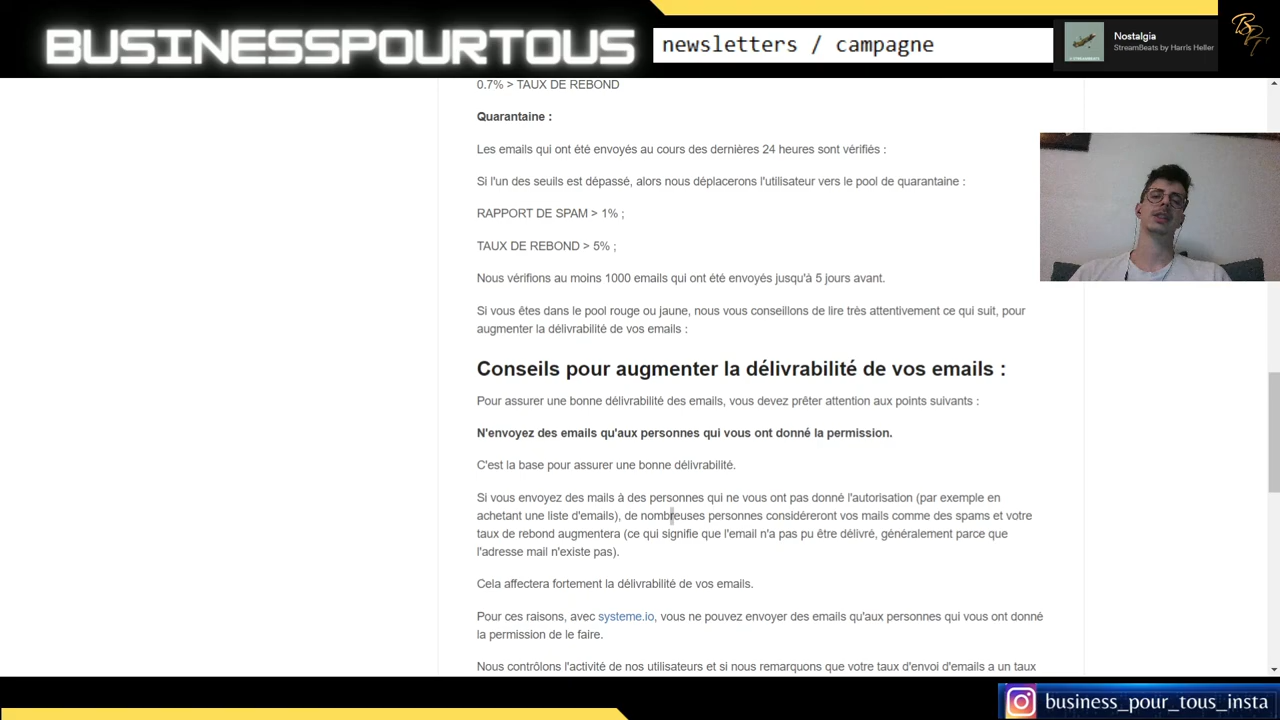 BUSINESSPOURTOUS
newsletters / campagne
Nostalgia
StreamBeats by Harris Heller
0.7% > TAUX DE REBOND
Quarantaine :
Les emails qui ont été envoyés au cours des dernières 24 heures sont vérifiés :
Si l'un des seuils est dépassé, alors nous déplacerons l'utilisateur vers le pool de quarantaine :
RAPPORT DE SPAM > 1% ;
TAUX DE REBOND > 5% ;
Nous vérifions au moins 1000 emails qui ont été envoyés jusqu'à 5 jours avant.
Si vous êtes dans le pool rouge ou jaune, nous vous conseillons de lire très attentivement ce qui suit, pour
augmenter la délivrabilité de vos emails :
Conseils pour augmenter la délivrabilité de vos emails :
Pour assurer une bonne délivrabilité des emails, vous devez prêter attention aux points suivants :
N'envoyez des emails qu'aux personnes qui vous ont donné la permission.
C'est la base pour assurer une bonne délivrabilité.
Si vous envoyez des mails à des personnes qui ne vous ont pas donné l'autorisation (par exemple en
achetant une liste d'emails), de nombreuses personnes considéreront vos mails comme des spams et votre
taux de rebond augmentera (ce qui signifie que l'email n'a pas pu être délivré, généralement parce que
l'adresse mail n'existe pas).
Cela affectera fortement la délivrabilité de vos emails.
Pour ces raisons, avec systeme.io, vous ne pouvez envoyer des emails qu'aux personnes qui vous ont donné
la permission de le faire.
Nous contrôlons l'activité de nos utilisateurs et si nous remarquons que votre taux d'envoi d'emails a un taux
business_pour_tous_insta